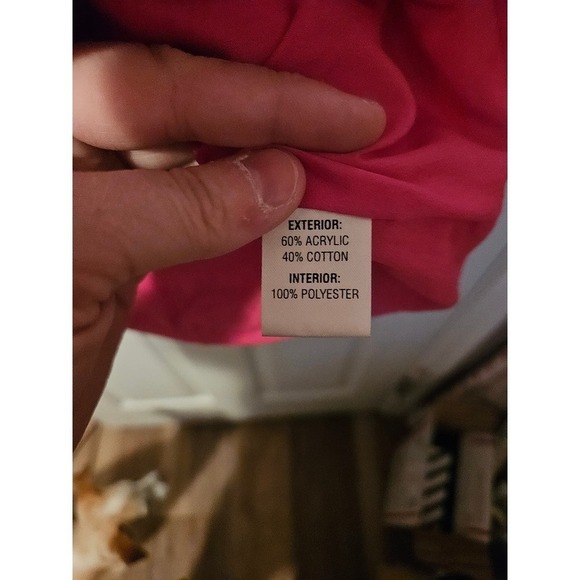 EXTERIOR:
60% ACRYLIC
40% COTTON
INTERIOR:
100% POLYESTER